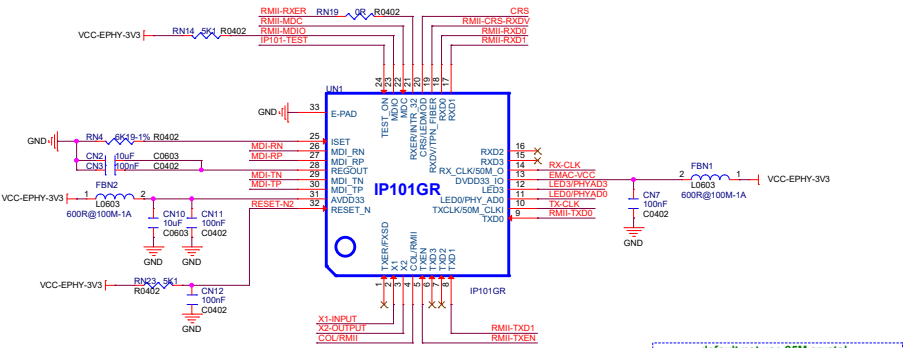 RMII-RXER RN19 0R R0402 CRS
RMII-MDC RMII-CRS-RXDV
VCC-EPHY-3V3 RN14 5K1 R0402 RMII-MDIO RMII-RXD0
IP101-TEST RMII-RXD1
24 23 22 21 20 19 18 17
UN1
GND 33 E-PAD
TEST_ON
MDIO
MDC
RXER/INTR_32
CRS/LEDMOD
RXDV/TPN_FIBER
RXD0
RXD1
GND RN4 6K19-1% R0402 25 ISET
MDI-RN 26 MDI_RN
CN2 10uF C0603 MDI-RP 27 MDI_RP
CN3 100nF C0402 28 REGOUT
MDI-TN 29 MDI_TN
MDI-TP 30 MDI_TP
31 AVDD33
RESET-N2 32 RESET_N
VCC-EPHY-3V3 1 FBN2 2
L0603
600R@100M-1A
CN10
10uF
C0603
GND
CN11
100nF
C0402
GND
IP101GR
RXD2 16
RXD3 15
RX_CLK/50M_O 14 RX-CLK
DVDD33_IO 13 EMAC-VCC
LED3 12 LED3/PHYAD3
LED0/PHY_AD0 11 LED0/PHYAD0
TXCLK/50M_CLKI 10 TX-CLK
TXD0 9 RMII-TXD0
FBN1
2 1 VCC-EPHY-3V3
L0603
600R@100M-1A
CN7
100nF
C0402
GND
VCC-EPHY-3V3 RN23 5K1
R0402
CN12
100nF
C0402
GND
TXER/FXSD
X1
X2
COL/RMII
TXEN
TXD3
TXD2
TXD1
IP101GR
1 2 3 4 5 6 7 8
X1-INPUT
X2-OUTPUT RMII-TXD1
COL/RMII RMII-TXEN